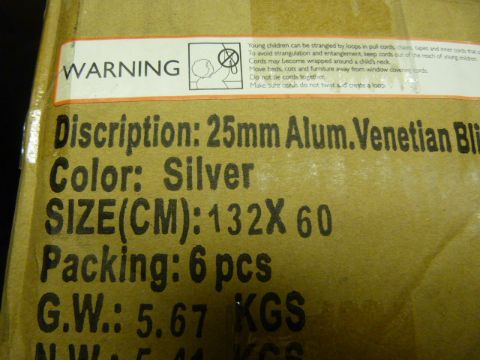 WARNING
Young children can be strangled by loops in pull cords, chains, tapes and inner cords that
To avoid strangulation and entanglement, keep cords out of the reach of young children.
Cords may become wrapped around a child's neck.
Move beds, cots and furniture away from window covering cords.
Do not tie cords together.
Make sure cords do not twist and create a loop.
Discription: 25mm Alum.Venetian Bli
Color: Silver
SIZE(CM): 132X 60
Packing: 6 pcs
G.W.: 5.67 KGS
N.W.: 5.41 KGS